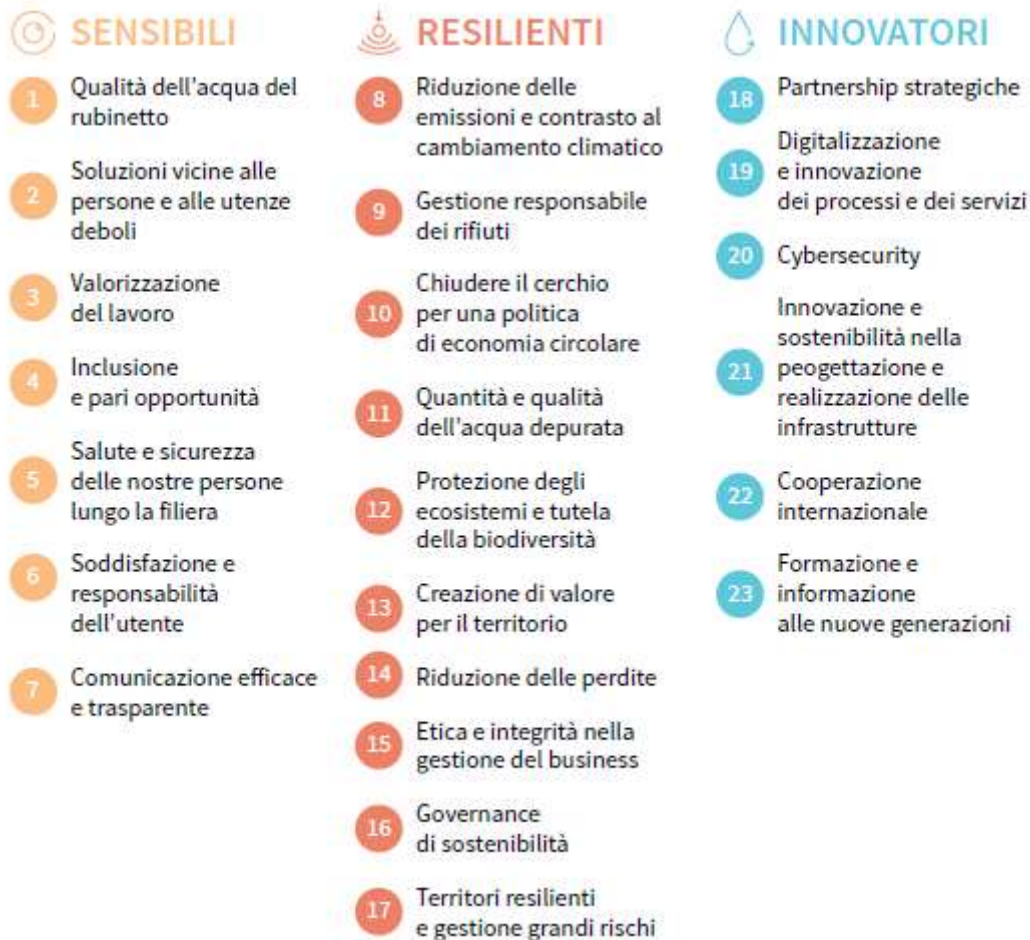 SENSIBILI
1
Qualità dell'acqua del
rubinetto
2
Soluzioni vicine alle
persone e alle utenze
deboli
3
Valorizzazione
del lavoro
4
Inclusione
e pari opportunità
5
Salute e sicurezza
delle nostre persone
lungo la filiera
6
Soddisfazione e
responsabilità
dell'utente
7
Comunicazione efficace
e trasparente
RESILIENTI
8
Riduzione delle
emissioni e contrasto al
cambiamento climatico
9
Gestione responsabile
dei rifiuti
10
Chiudere il cerchio
per una politica
di economia circolare
11
Quantità e qualità
dell'acqua depurata
12
Protezione degli
ecosistemi e tutela
della biodiversità
13
Creazione di valore
per il territorio
14
Riduzione delle perdite
15
Etica e integrità nella
gestione del business
16
Governance
di sostenibilità
17
Territori resilienti
e gestione grandi rischi
INNOVATORI
18
Partnership strategiche
19
Digitalizzazione
e innovazione
dei processi e dei servizi
20
Cybersecurity
21
Innovazione e
sostenibilità nella
peogettazione e
realizzazione delle
infrastrutture
22
Cooperazione
internazionale
23
Formazione e
informazione
alle nuove generazioni